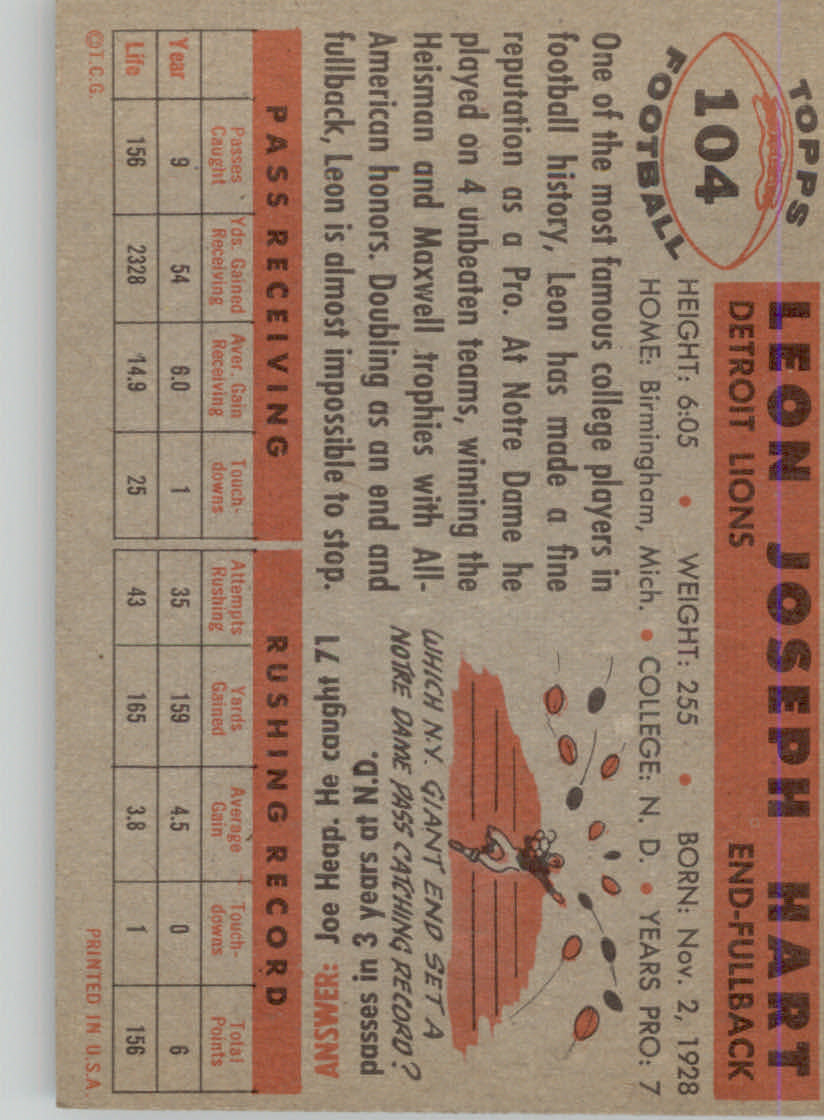 TOPPS
104
FOOTBALL
LEON JOSEPH HART
DETROIT LIONS END-FULLBACK
HEIGHT: 6:05 • WEIGHT: 255 • BORN: Nov. 2, 1928
HOME: Birmingham, Mich. • COLLEGE: N. D. • YEARS PRO: 7
One of the most famous college players in
football history, Leon has made a fine
reputation as a Pro. At Notre Dame he
played on 4 unbeaten teams, winning the
Heisman and Maxwell trophies with All-
American honors. Doubling as an end and
fullback, Leon is almost impossible to stop.
WHICH N.Y. GIANT END SET A
NOTRE DAME PASS CATCHING RECORD?
ANSWER: Joe Heap. He caught 71
passes in 3 years at N.D.
PASS RECEIVING RUSHING RECORD
Passes Caught Yds. Gained Receiving Aver. Gain Receiving Touch-downs Attempts Rushing Yards Gained Average Gain Touch-downs Total Points
Year 9 54 6.0 1 35 159 4.5 0 6
Life 156 2328 14.9 25 43 165 3.8 1 156
©T.C.G. PRINTED IN U.S.A.